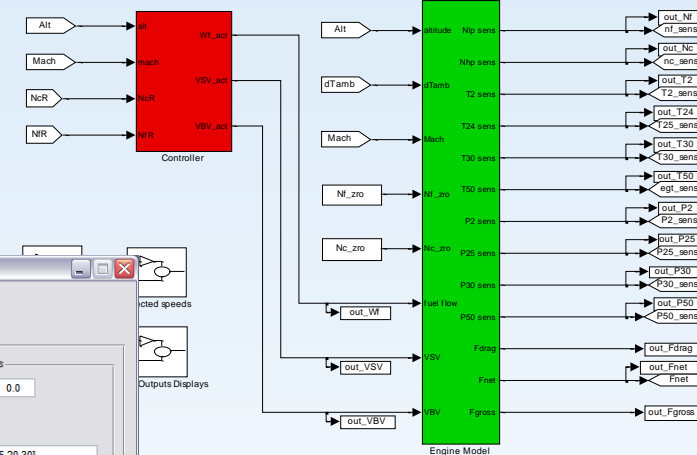 Alt
Mach
NcR
NfR
alt
mach
NcR
NfR
Wf_act
VSV_act
VBV_act
Controller
Alt
dTamb
Mach
Nf_zro
Nc_zro
altitude
dTamb
Mach
Nf_zro
Nc_zro
fuel flow
VSV
VBV
Nlp sens
Nhp sens
T2 sens
T24 sens
T30 sens
T50 sens
P2 sens
P25 sens
P30 sens
P50 sens
Fdrag
Fnet
Fgross
Engine Model
out_Nf
nf_sens
out_Nc
nc_sens
out_T2
T2_sens
out_T24
T25_sens
out_T30
T30_sens
out_T50
egt_sens
out_P2
P2_sens
out_P25
P25_sens
out_P30
P30_sens
out_P50
P50_sens
out_Fdrag
out_Fnet
Fnet
out_Fgross
out_Wf
out_VSV
out_VBV
speeds
Outputs Displays
0.0